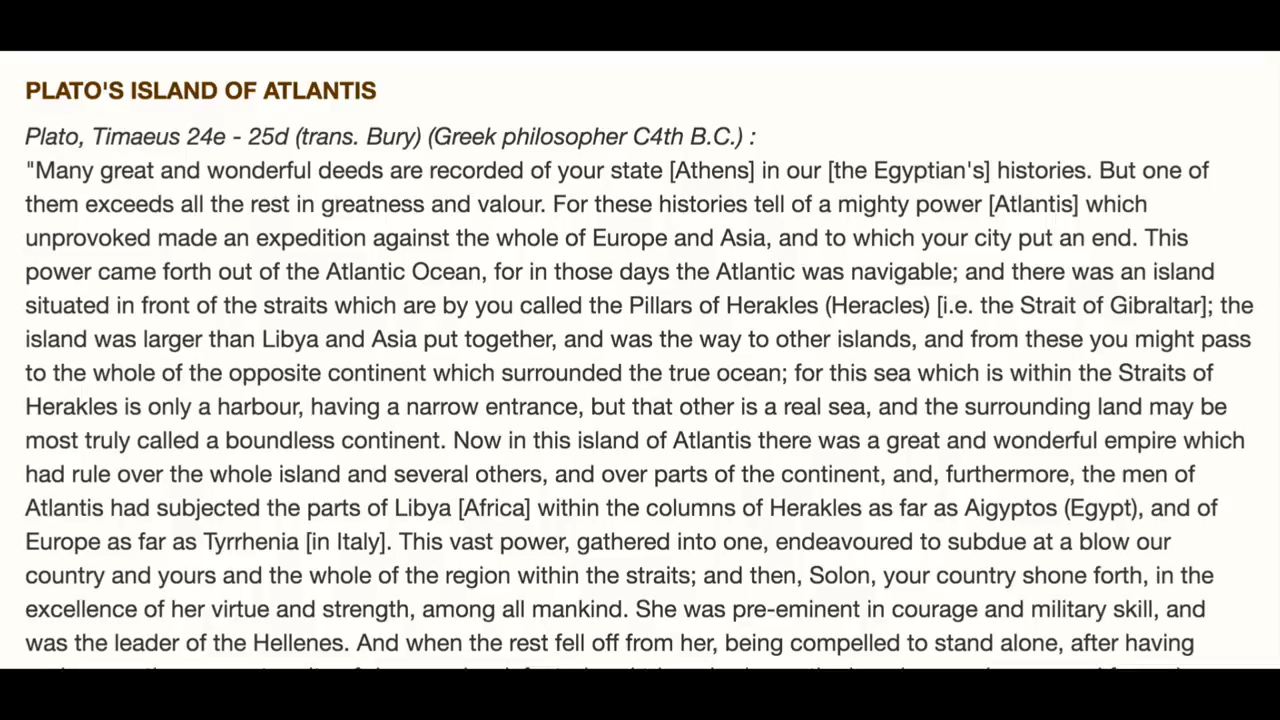 PLATO'S ISLAND OF ATLANTIS
Plato, Timaeus 24e - 25d (trans. Bury) (Greek philosopher C4th B.C.) :
"Many great and wonderful deeds are recorded of your state [Athens] in our [the Egyptian's] histories. But one of
them exceeds all the rest in greatness and valour. For these histories tell of a mighty power [Atlantis] which
unprovoked made an expedition against the whole of Europe and Asia, and to which your city put an end. This
power came forth out of the Atlantic Ocean, for in those days the Atlantic was navigable; and there was an island
situated in front of the straits which are by you called the Pillars of Herakles (Heracles) [i.e. the Strait of Gibraltar]; the
island was larger than Libya and Asia put together, and was the way to other islands, and from these you might pass
to the whole of the opposite continent which surrounded the true ocean; for this sea which is within the Straits of
Herakles is only a harbour, having a narrow entrance, but that other is a real sea, and the surrounding land may be
most truly called a boundless continent. Now in this island of Atlantis there was a great and wonderful empire which
had rule over the whole island and several others, and over parts of the continent, and, furthermore, the men of
Atlantis had subjected the parts of Libya [Africa] within the columns of Herakles as far as Aigyptos (Egypt), and of
Europe as far as Tyrrhenia [in Italy]. This vast power, gathered into one, endeavoured to subdue at a blow our
country and yours and the whole of the region within the straits; and then, Solon, your country shone forth, in the
excellence of her virtue and strength, among all mankind. She was pre-eminent in courage and military skill, and
was the leader of the Hellenes. And when the rest fell off from her, being compelled to stand alone, after having